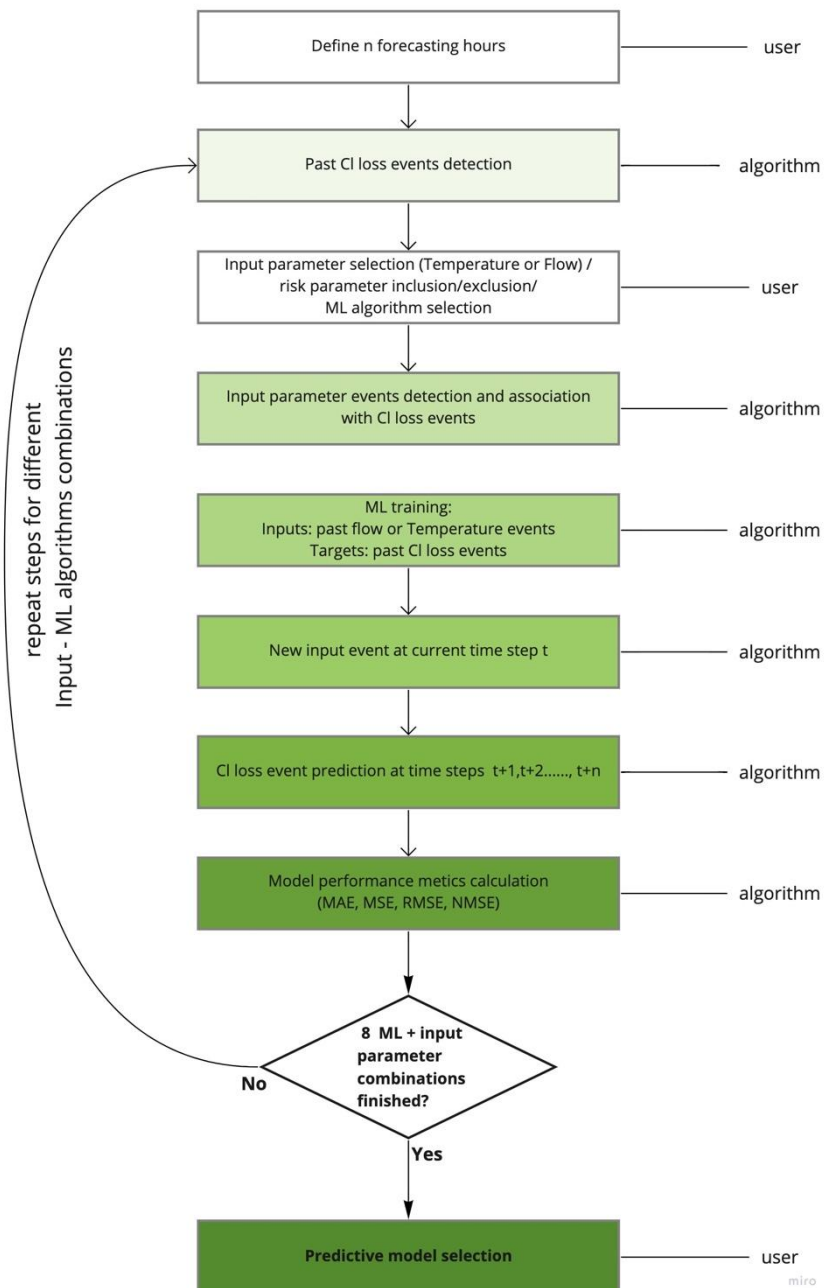 Define n forecasting hours
user
Past Cl loss events detection
algorithm
Input parameter selection (Temperature or Flow) /
risk parameter inclusion/exclusion/
ML algorithm selection
user
Input parameter events detection and association
with Cl loss events
algorithm
repeat steps for different
Input - ML algorithms combinations
ML training:
Inputs: past flow or Temperature events
Targets: past Cl loss events
algorithm
New input event at current time step t
algorithm
Cl loss event prediction at time steps  t+1,t+2......, t+n
algorithm
Model performance metics calculation
(MAE, MSE, RMSE, NMSE)
algorithm
8  ML + input
parameter
combinations
finished?
No
Yes
Predictive model selection
user
miro